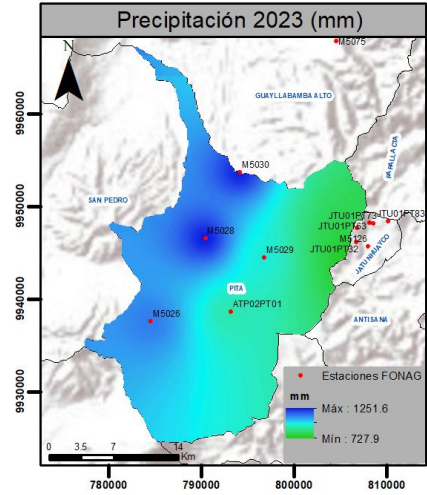 Precipitación 2023 (mm)
N
M5075
GUAYLLABAMBA ALTO
PAPALLACTA
M5030
SAN PEDRO
JTU01PT73
JTU01PT83
JTU01PT63
M5028
M5126
JTU01PT32
M5029
JATUNHUAYCO
PITA
ATP02PT01
M5026
ANTISANA
Estaciones FONAG
mm
Máx : 1251.6
Mín : 727.9
0 3.5 7 14
Km
9960000
9950000
9940000
9930000
780000 790000 800000 810000